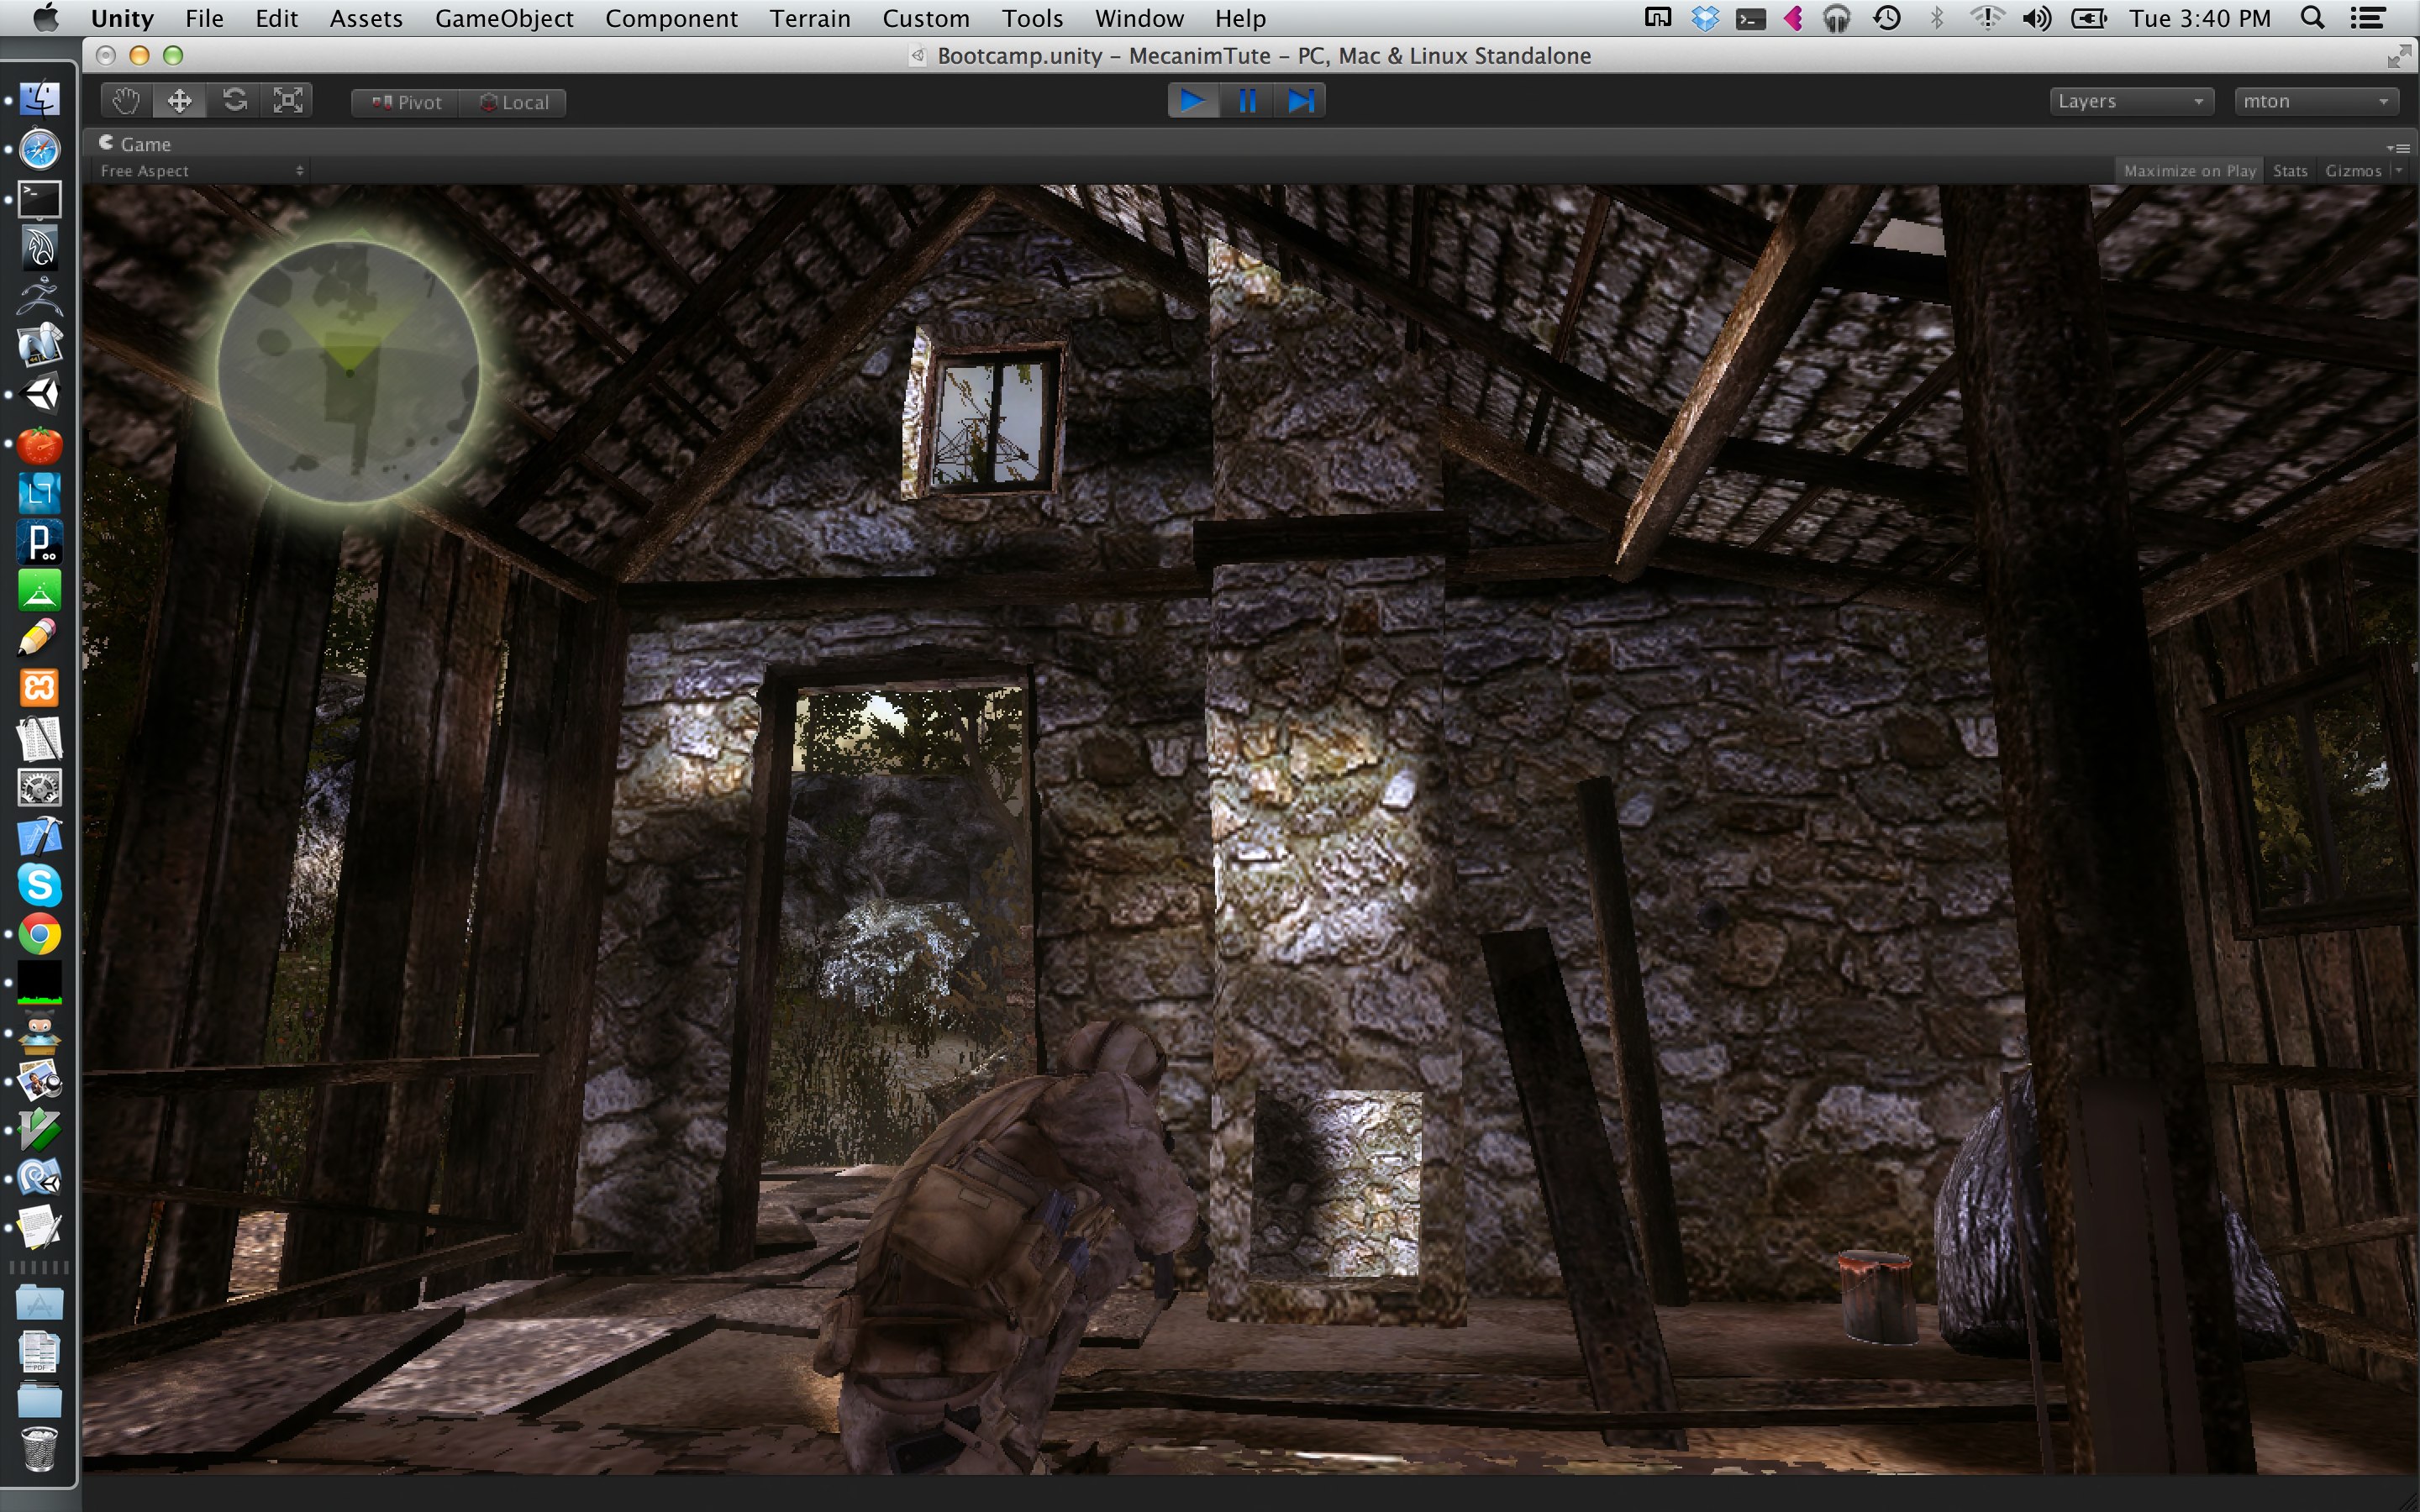 Unity File Edit Assets GameObject Component Terrain Custom Tools Window Help Tue 3:40 PM
Bootcamp.unity – MecanimTute – PC, Mac & Linux Standalone
Pivot Local Layers mton
Game
Free Aspect Maximize on Play Stats Gizmos
P
S
PDF